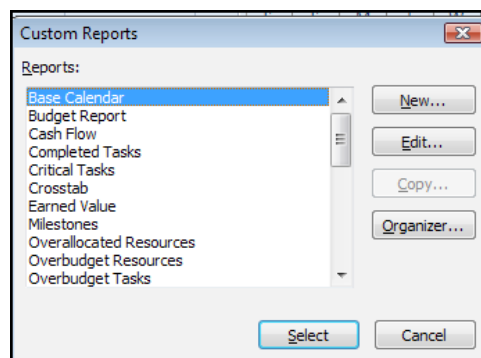 Custom Reports
Reports:
Base Calendar
Budget Report
Cash Flow
Completed Tasks
Critical Tasks
Crosstab
Earned Value
Milestones
Overallocated Resources
Overbudget Resources
Overbudget Tasks
New...
Edit...
Copy...
Organizer...
Select
Cancel